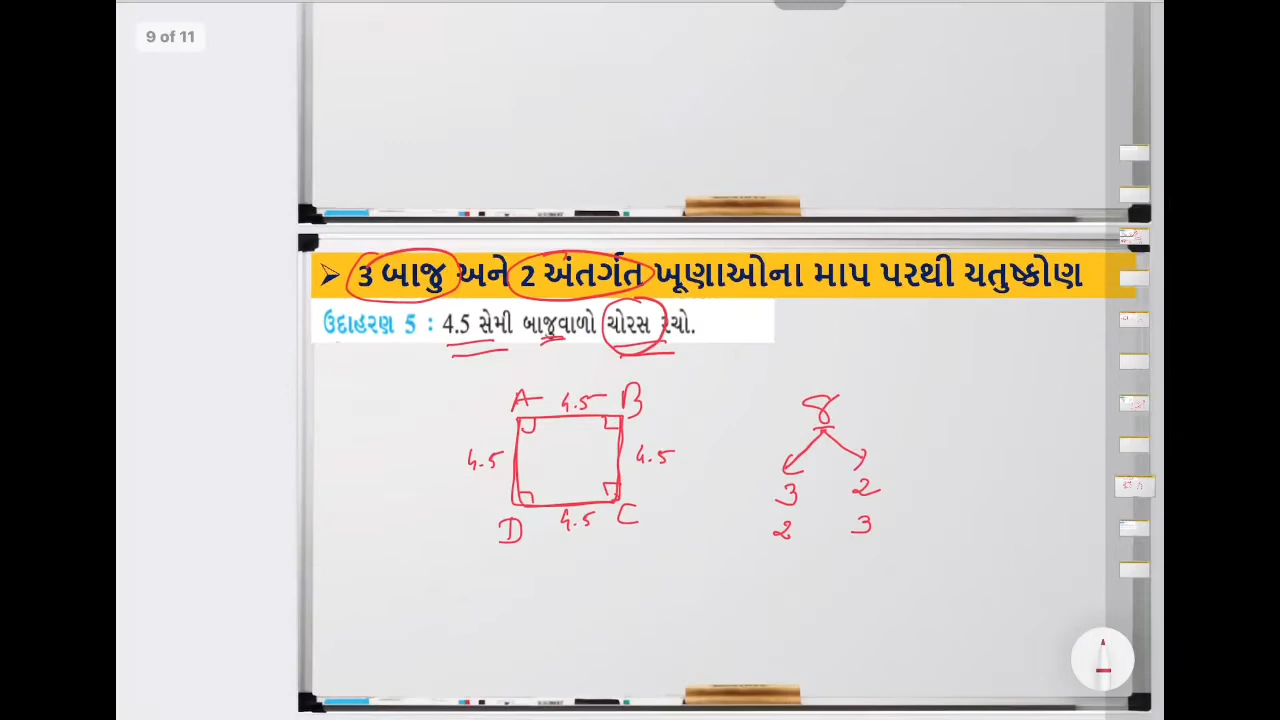 9 of 11
➢ 3 બાજુ અને 2 અંતર્ગત ખૂણાઓના માપ પરથી ચતુષ્કોણ
ઉદાહરણ 5 : 4.5 સેમી બાજુવાળો ચોરસ રચો.
A 4.5 B
4.5 4.5
D 4.5 C
8
3 2
2 3